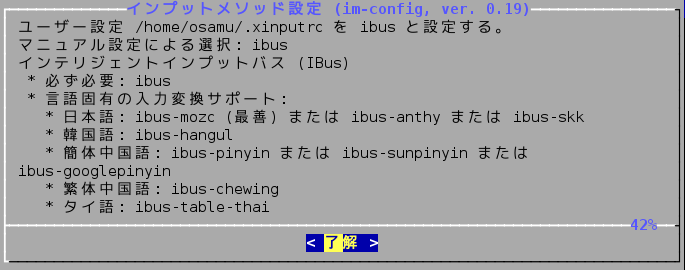 インプットメソッド設定 (im-config, ver. 0.19)
ユーザー設定 /home/osamu/.xinputrc を ibus と設定する。
マニュアル設定による選択: ibus
インテリジェントインプットバス (IBus)
* 必ず必要: ibus
* 言語固有の入力変換サポート:
* 日本語: ibus-mozc (最善) または ibus-anthy または ibus-skk
* 韓国語: ibus-hangul
* 簡体中国語: ibus-pinyin または ibus-sunpinyin または
ibus-googlepinyin
* 繁体中国語: ibus-chewing
* タイ語: ibus-table-thai
42%
< 了解 >